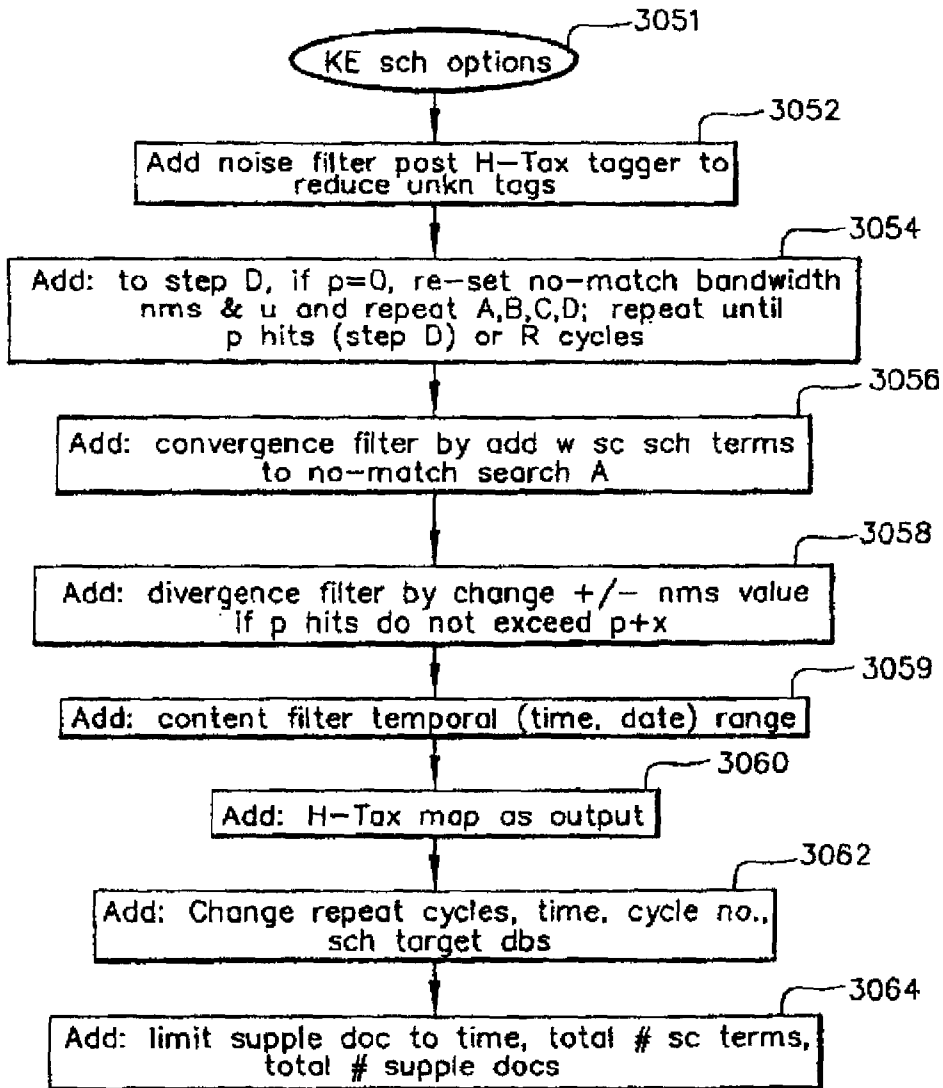 3051
KE sch options
3052
Add noise filter post H-Tax tagger to
reduce unkn tags
3054
Add: to step D, if p=0, re-set no-match bandwidth
nms & u and repeat A,B,C,D; repeat until
p hits (step D) or R cycles
3056
Add: convergence filter by add w sc sch terms
to no-match search A
3058
Add: divergence filter by change +/- nms value
if p hits do not exceed p+x
3059
Add: content filter temporal (time, date) range
3060
Add: H-Tax map as output
3062
Add: Change repeat cycles, time, cycle no.,
sch target dbs
3064
Add: limit supple doc to time, total # sc terms,
total # supple docs